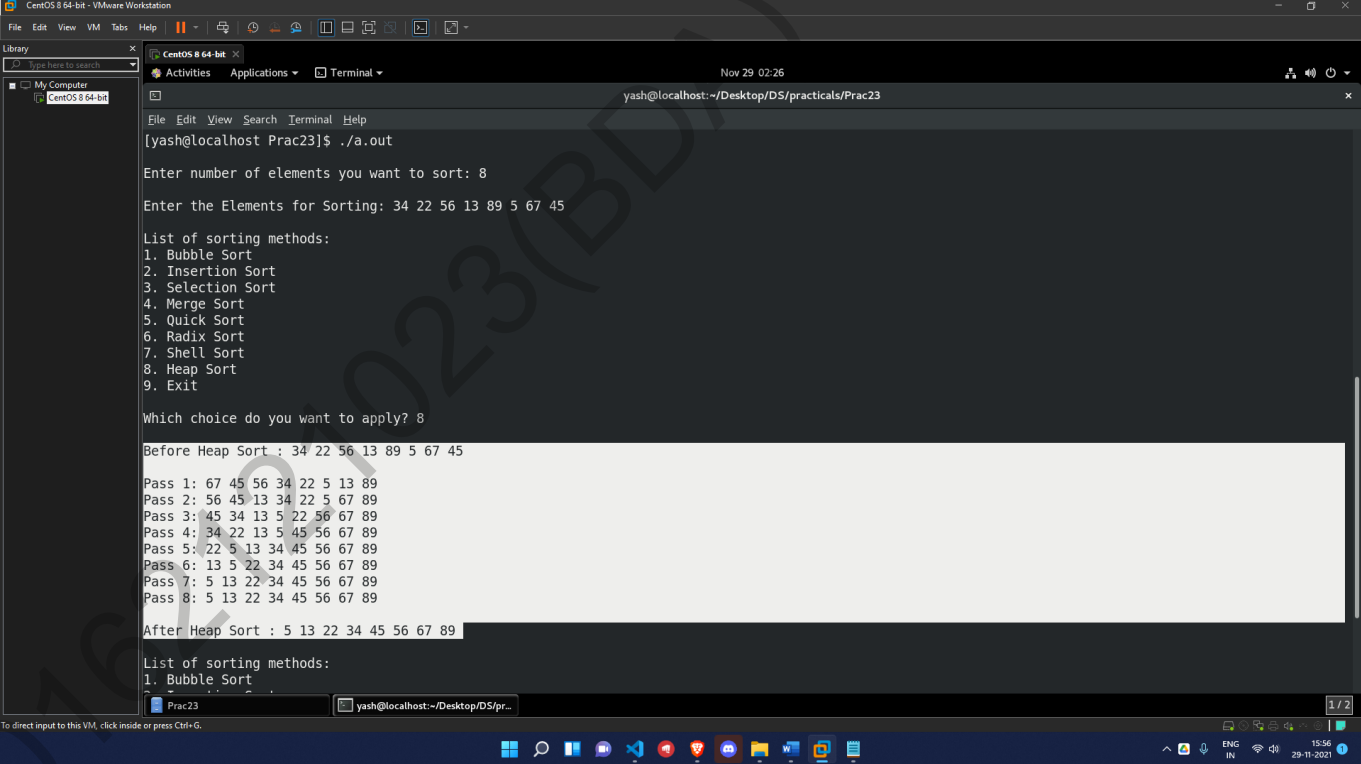 CentOS 8 64-bit - VMware Workstation
File Edit View VM Tabs Help
Library
Type here to search
My Computer
CentOS 8 64-bit
CentOS 8 64-bit
Activities Applications Terminal Nov 29 02:26
yash@localhost:~/Desktop/DS/practicals/Prac23
File Edit View Search Terminal Help
[yash@localhost Prac23]$ ./a.out
Enter number of elements you want to sort: 8
Enter the Elements for Sorting: 34 22 56 13 89 5 67 45
List of sorting methods:
1. Bubble Sort
2. Insertion Sort
3. Selection Sort
4. Merge Sort
5. Quick Sort
6. Radix Sort
7. Shell Sort
8. Heap Sort
9. Exit
Which choice do you want to apply? 8
Before Heap Sort : 34 22 56 13 89 5 67 45
Pass 1: 67 45 56 34 22 5 13 89
Pass 2: 56 45 13 34 22 5 67 89
Pass 3: 45 34 13 5 22 56 67 89
Pass 4: 34 22 13 5 45 56 67 89
Pass 5: 22 5 13 34 45 56 67 89
Pass 6: 13 5 22 34 45 56 67 89
Pass 7: 5 13 22 34 45 56 67 89
Pass 8: 5 13 22 34 45 56 67 89
After Heap Sort : 5 13 22 34 45 56 67 89
List of sorting methods:
1. Bubble Sort
Prac23
yash@localhost:~/Desktop/DS/pr...
1 / 2
To direct input to this VM, click inside or press Ctrl+G.
ENG
IN
15:56
29-11-2021
1